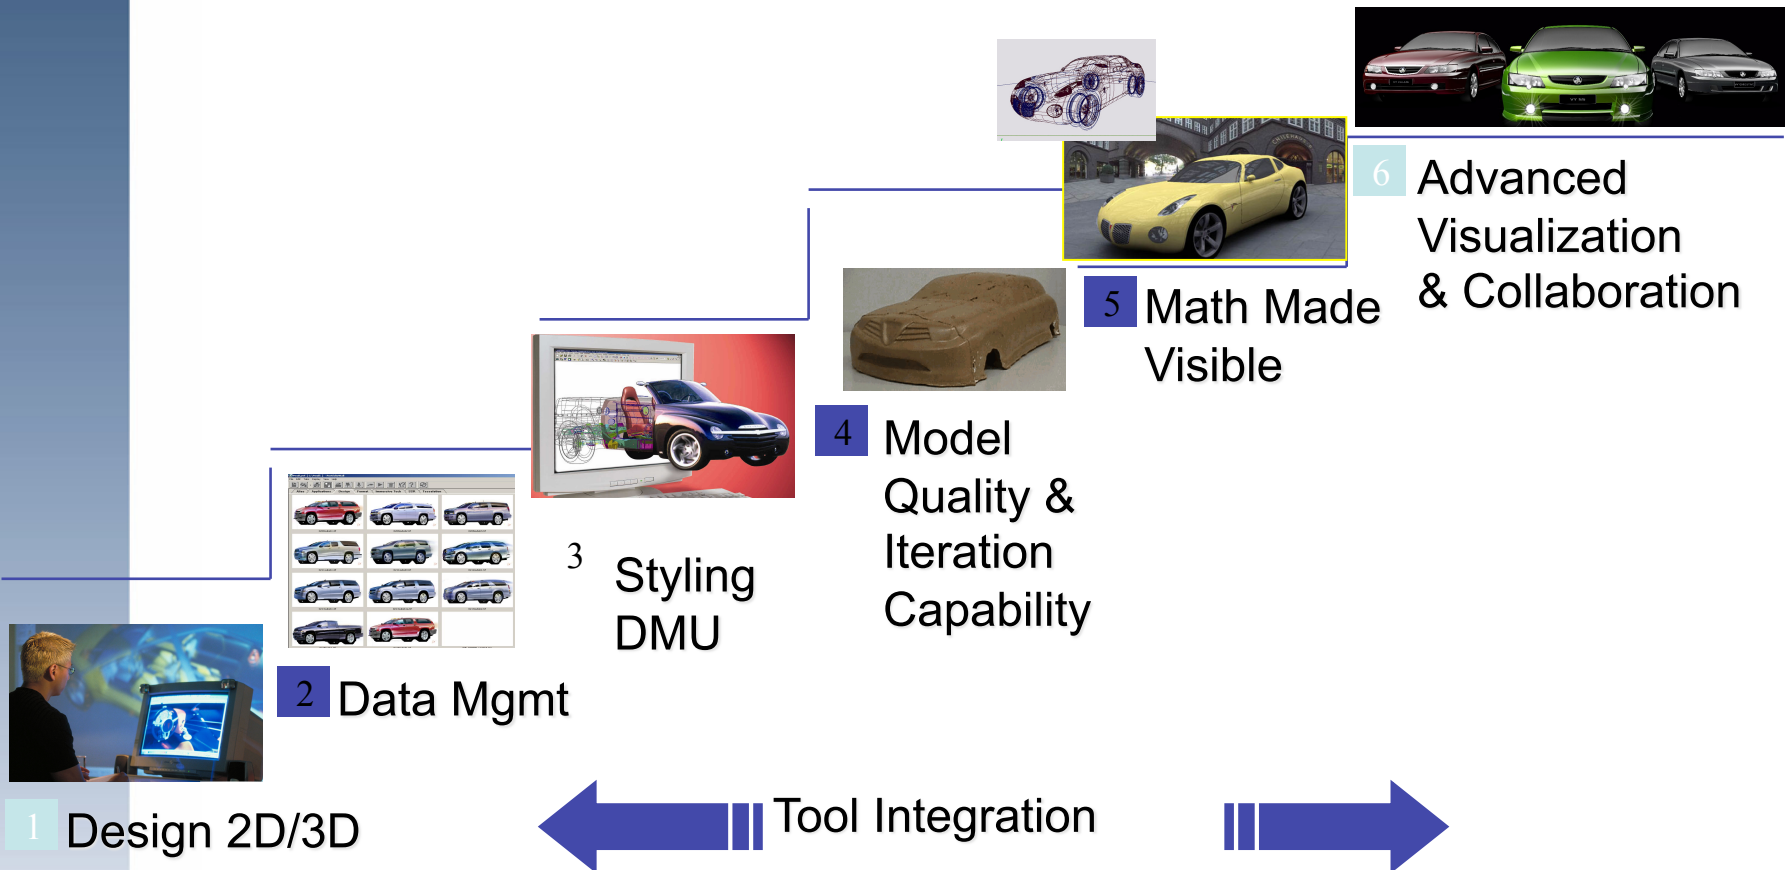 6
Advanced
Visualization
& Collaboration
5
Math Made
Visible
4
Model
Quality &
Iteration
Capability
3
Styling
DMU
2
Data Mgmt
1
Design 2D/3D
Tool Integration